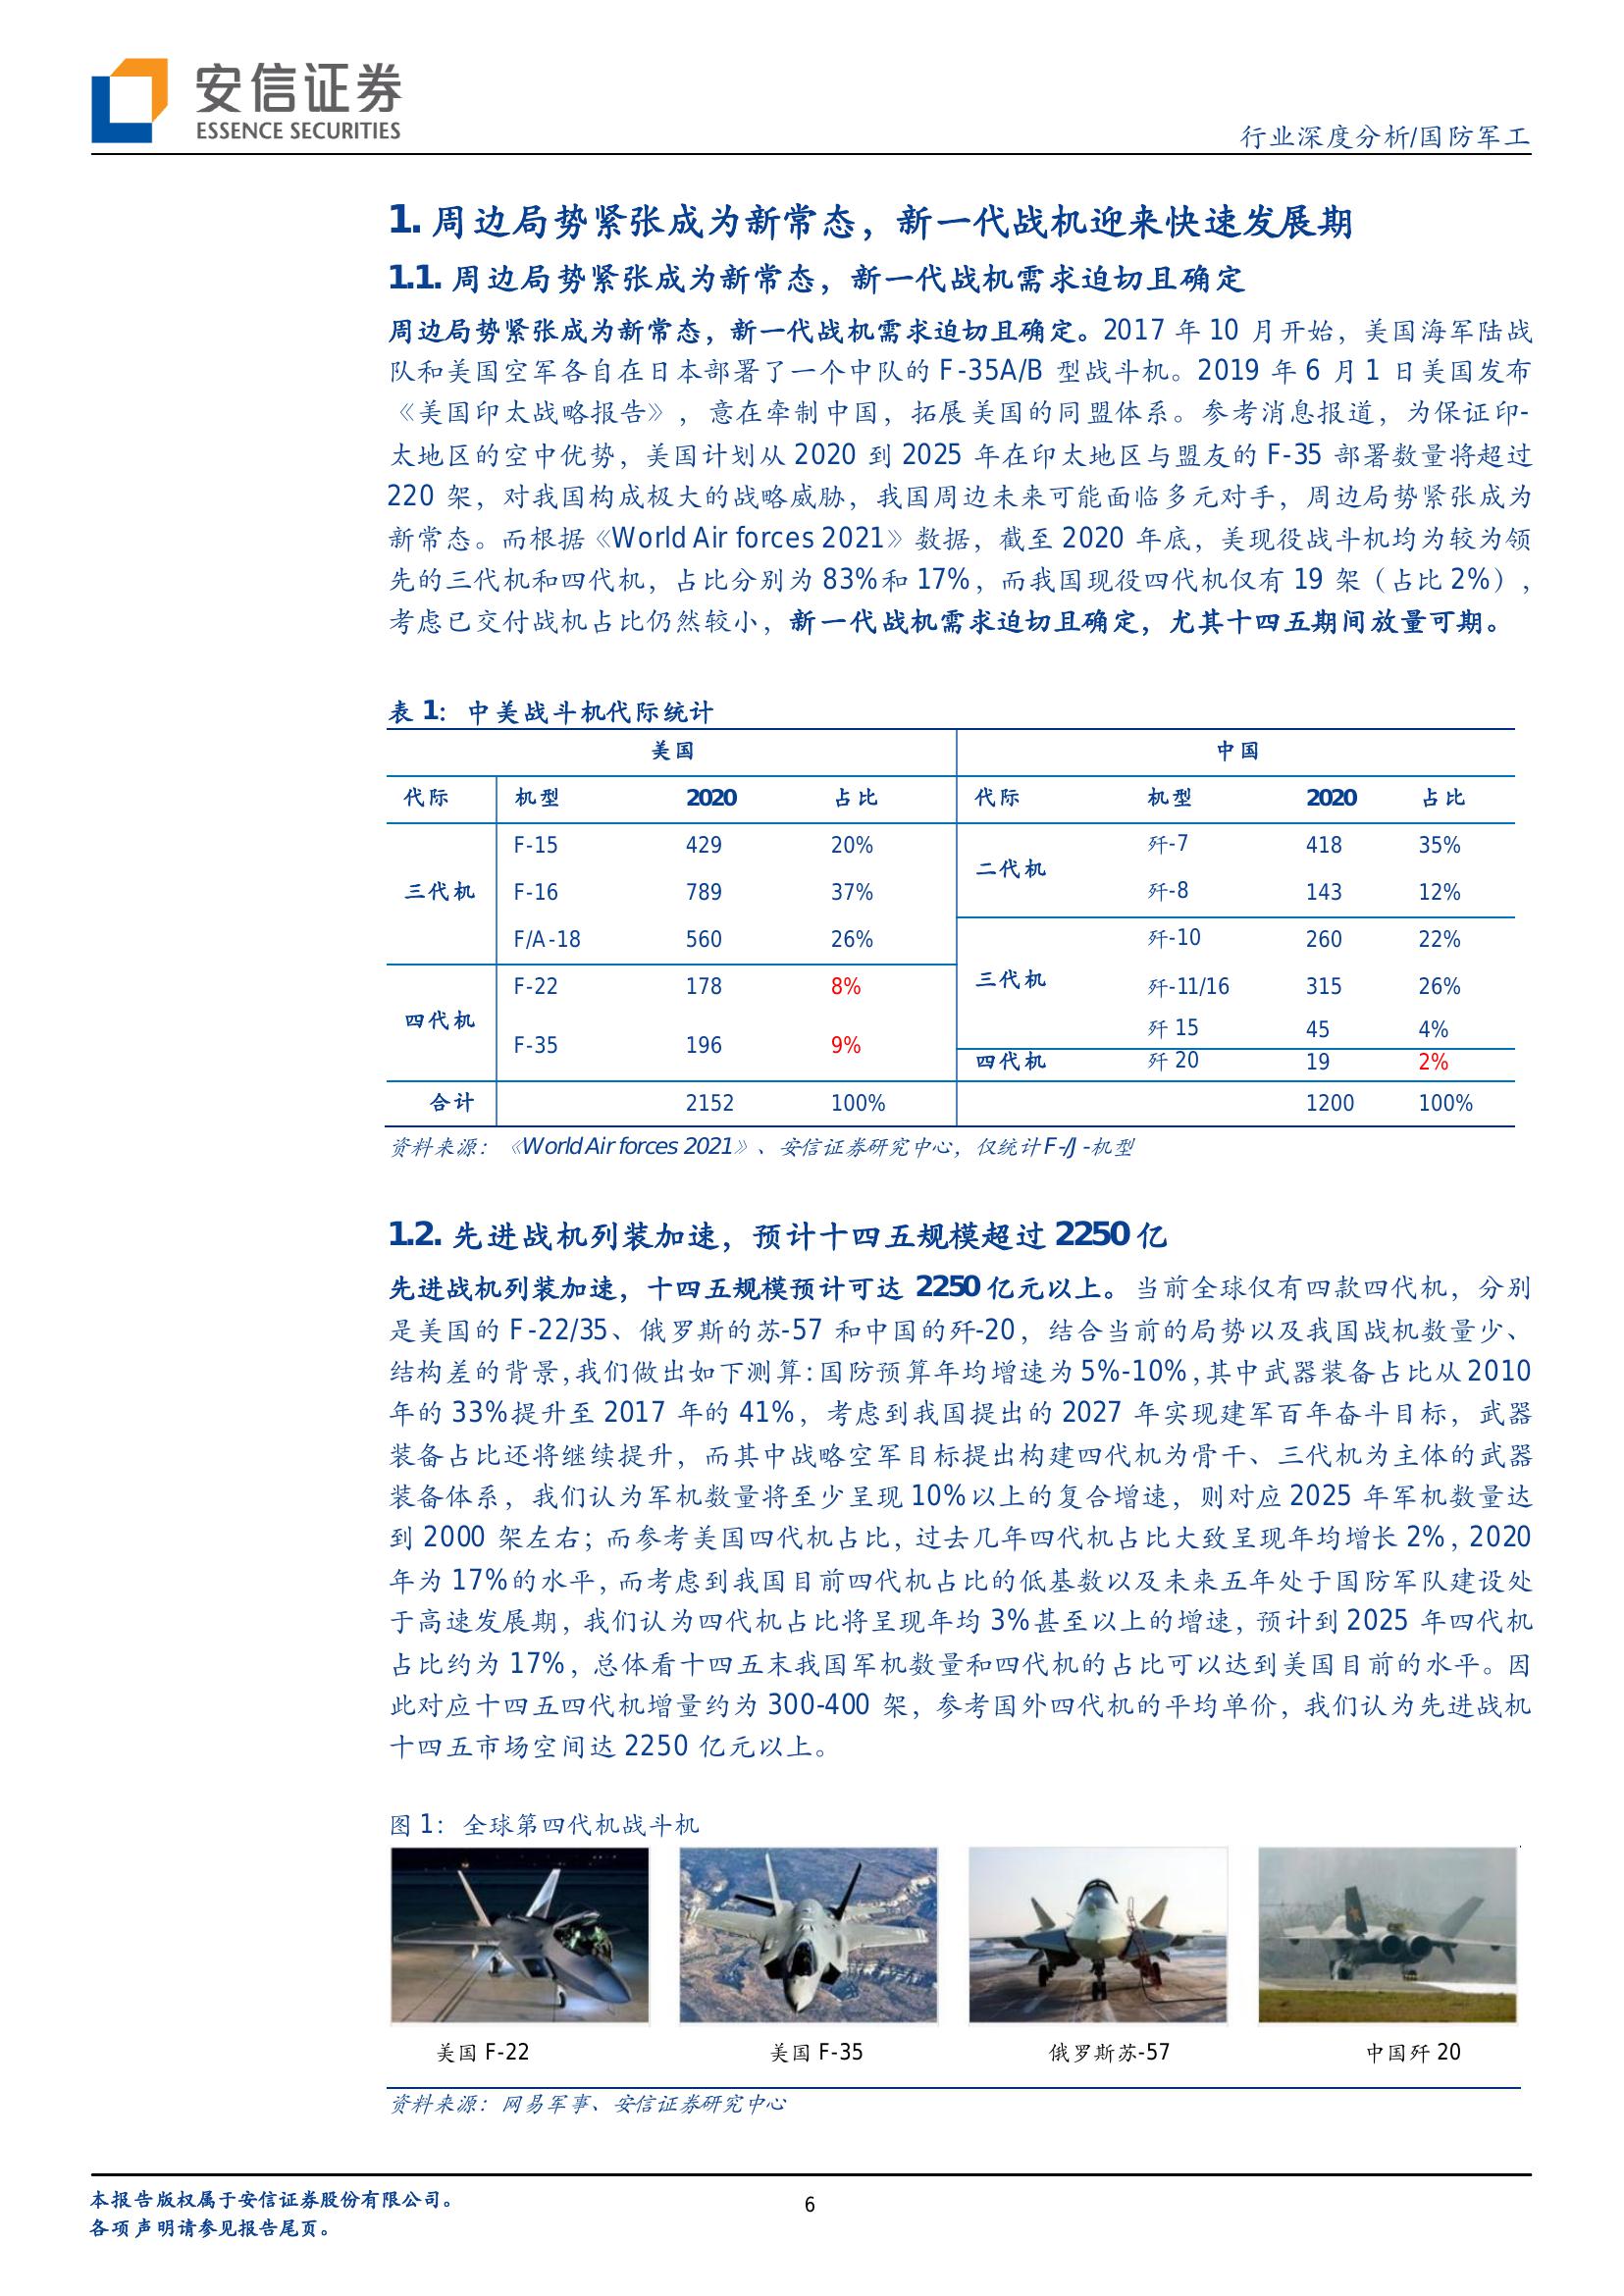 安信证券
ESSENCE SECURITIES
行业深度分析/国防军工
1. 周边局势紧张成为新常态，新一代战机迎来快速发展期
1.1. 周边局势紧张成为新常态，新一代战机需求迫切且确定
周边局势紧张成为新常态，新一代战机需求迫切且确定。2017 年 10 月开始，美国海军陆战
队和美国空军各自在日本部署了一个中队的 F-35A/B 型战斗机。2019 年 6 月 1 日美国发布
《美国印太战略报告》，意在牵制中国，拓展美国的同盟体系。参考消息报道，为保证印-
太地区的空中优势，美国计划从 2020 到 2025 年在印太地区与盟友的 F-35 部署数量将超过
220 架，对我国构成极大的战略威胁，我国周边未来可能面临多元对手，周边局势紧张成为
新常态。而根据《World Air forces 2021》数据，截至 2020 年底，美现役战斗机均为较为领
先的三代机和四代机，占比分别为 83%和 17%，而我国现役四代机仅有 19 架（占比 2%），
考虑已交付战机占比仍然较小，新一代战机需求迫切且确定，尤其十四五期间放量可期。
表 1：中美战斗机代际统计
美国 中国
代际 机型 2020 占比 代际 机型 2020 占比
三代机 F-15 429 20% 二代机 歼-7 418 35%
F-16 789 37% 歼-8 143 12%
F/A-18 560 26% 三代机 歼-10 260 22%
四代机 F-22 178 8% 歼-11/16 315 26%
歼 15 45 4%
F-35 196 9% 四代机 歼 20 19 2%
合计 2152 100% 1200 100%
资料来源：《World Air forces 2021》、安信证券研究中心，仅统计 F-/J-机型
1.2. 先进战机列装加速，预计十四五规模超过 2250 亿
先进战机列装加速，十四五规模预计可达 2250 亿元以上。当前全球仅有四款四代机，分别
是美国的 F-22/35、俄罗斯的苏-57 和中国的歼-20，结合当前的局势以及我国战机数量少、
结构差的背景，我们做出如下测算：国防预算年均增速为 5%-10%，其中武器装备占比从 2010
年的 33%提升至 2017 年的 41%，考虑到我国提出的 2027 年实现建军百年奋斗目标，武器
装备占比还将继续提升，而其中战略空军目标提出构建四代机为骨干、三代机为主体的武器
装备体系，我们认为军机数量将至少呈现 10%以上的复合增速，则对应 2025 年军机数量达
到 2000 架左右；而参考美国四代机占比，过去几年四代机占比大致呈现年均增长 2%，2020
年为 17%的水平，而考虑到我国目前四代机占比的低基数以及未来五年处于国防军队建设处
于高速发展期，我们认为四代机占比将呈现年均 3%甚至以上的增速，预计到 2025 年四代机
占比约为 17%，总体看十四五末我国军机数量和四代机的占比可以达到美国目前的水平。因
此对应十四五四代机增量约为 300-400 架，参考国外四代机的平均单价，我们认为先进战机
十四五市场空间达 2250 亿元以上。
图 1：全球第四代机战斗机
美国 F-22 美国 F-35 俄罗斯苏-57 中国歼 20
资料来源：网易军事、安信证券研究中心
本报告版权属于安信证券股份有限公司。
6
各项声明请参见报告尾页。